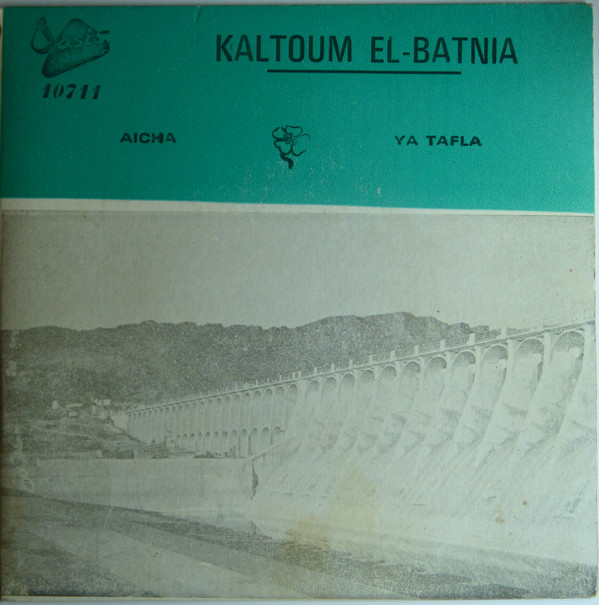 Oasis
KALTOUM EL-BATNIA
10711
AICHA
YA TAFLA